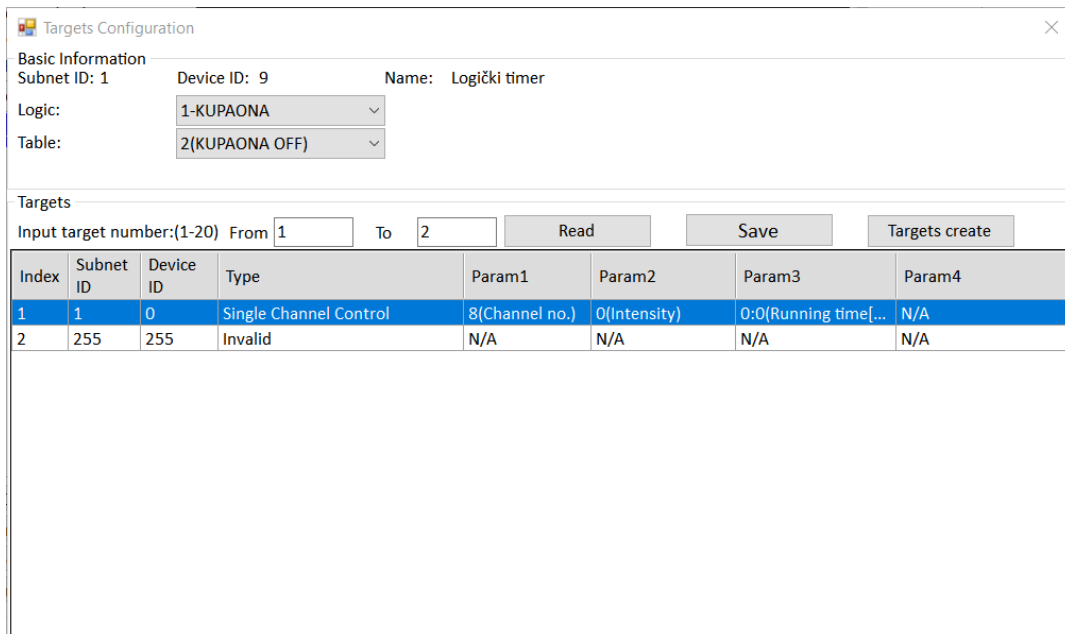 Targets Configuration
Basic Information
Subnet ID: 1 Device ID: 9 Name: Logički timer
Logic: 1-KUPAONA
Table: 2(KUPAONA OFF)
Targets
Input target number:(1-20) From 1 To 2 Read Save Targets create
Index Subnet ID Device ID Type Param1 Param2 Param3 Param4
1 1 0 Single Channel Control 8(Channel no.) 0(Intensity) 0:0(Running time[... N/A
2 255 255 Invalid N/A N/A N/A N/A